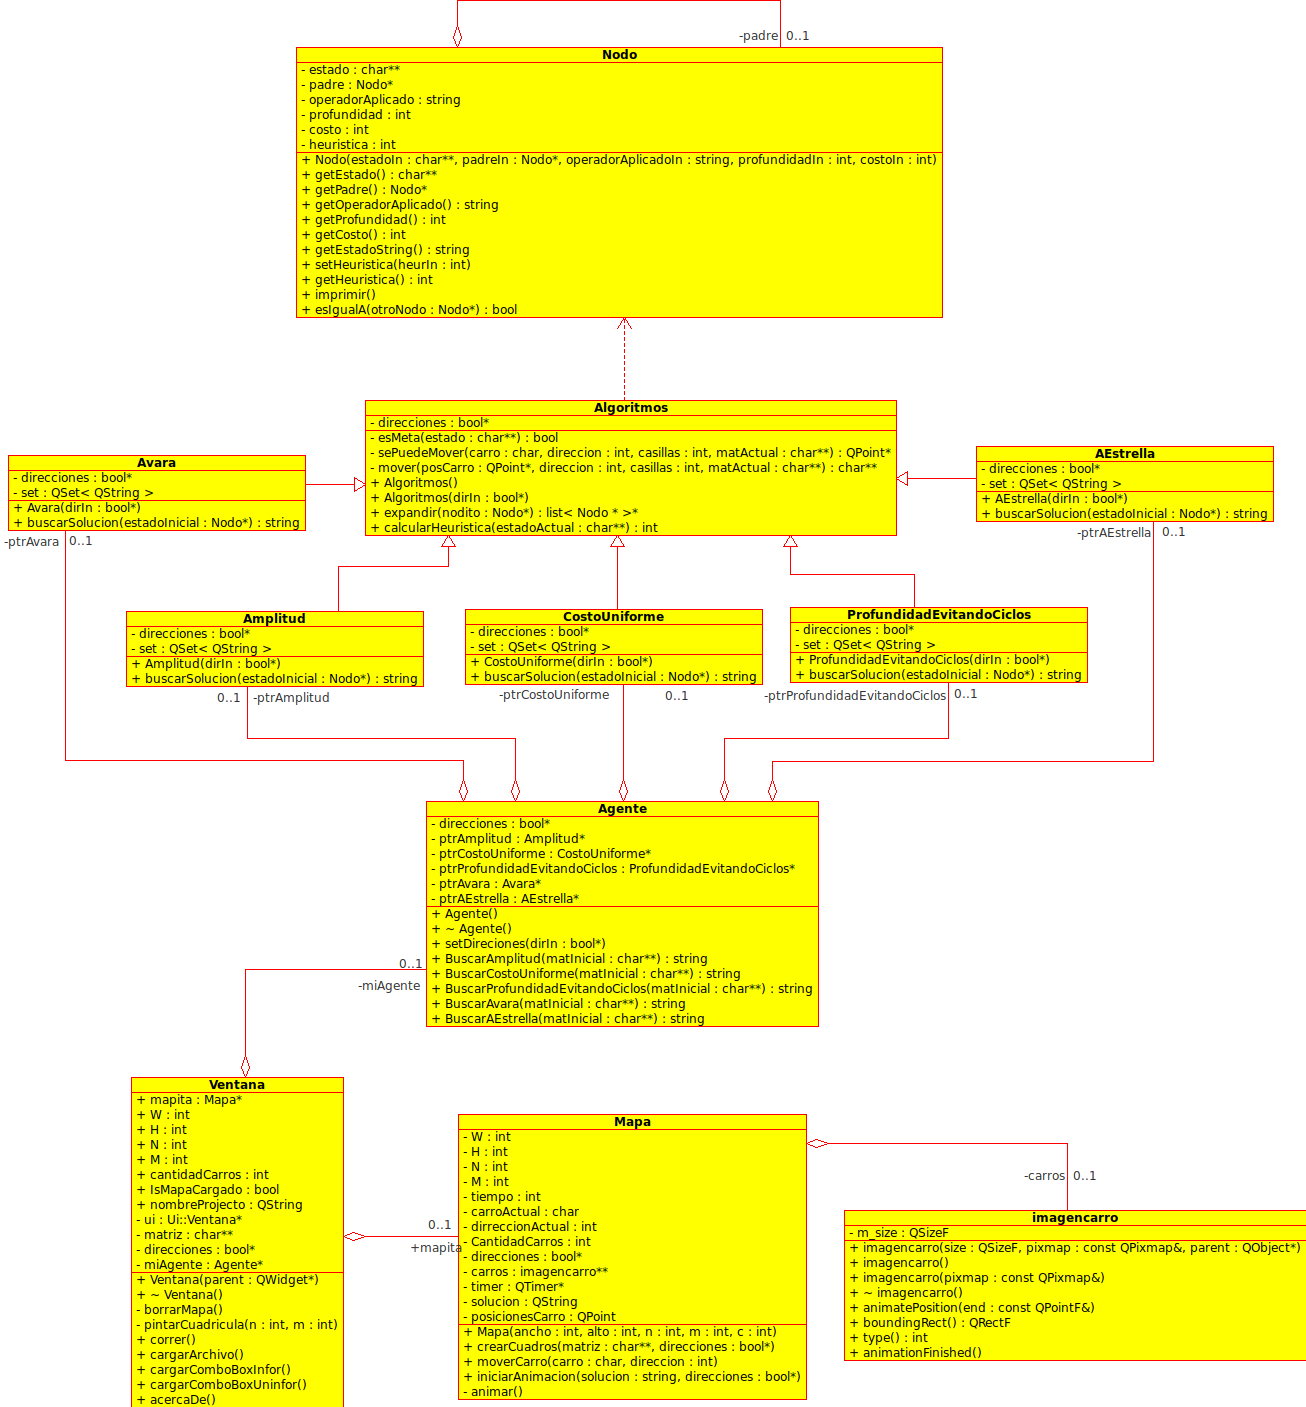 -padre 0..1
Nodo
- estado : char**
- padre : Nodo*
- operadorAplicado : string
- profundidad : int
- costo : int
- heuristica : int
+ Nodo(estadoIn : char**, padreIn : Nodo*, operadorAplicadoIn : string, profundidadIn : int, costoIn : int)
+ getEstado() : char**
+ getPadre() : Nodo*
+ getOperadorAplicado() : string
+ getProfundidad() : int
+ getCosto() : int
+ getEstadoString() : string
+ setHeuristica(heurIn : int)
+ getHeuristica() : int
+ imprimir()
+ esIgualA(otroNodo : Nodo*) : bool
Algoritmos
- direcciones : bool*
- esMeta(estado : char**) : bool
- sePuedeMover(carro : char, direccion : int, casillas : int, matActual : char**) : QPoint*
- mover(posCarro : QPoint*, direccion : int, casillas : int, matActual : char**) : char**
+ Algoritmos()
+ Algoritmos(dirIn : bool*)
+ expandir(nodito : Nodo*) : list< Nodo * >*
+ calcularHeuristica(estadoActual : char**) : int
Avara
- direcciones : bool*
- set : QSet< QString >
+ Avara(dirIn : bool*)
+ buscarSolucion(estadoInicial : Nodo*) : string
-ptrAvara 0..1
AEstrella
- direcciones : bool*
- set : QSet< QString >
+ AEstrella(dirIn : bool*)
+ buscarSolucion(estadoInicial : Nodo*) : string
-ptrAEstrella 0..1
Amplitud
- direcciones : bool*
- set : QSet< QString >
+ Amplitud(dirIn : bool*)
+ buscarSolucion(estadoInicial : Nodo*) : string
0..1 -ptrAmplitud
CostoUniforme
- direcciones : bool*
- set : QSet< QString >
+ CostoUniforme(dirIn : bool*)
+ buscarSolucion(estadoInicial : Nodo*) : string
-ptrCostoUniforme 0..1
ProfundidadEvitandoCiclos
- direcciones : bool*
- set : QSet< QString >
+ ProfundidadEvitandoCiclos(dirIn : bool*)
+ buscarSolucion(estadoInicial : Nodo*) : string
-ptrProfundidadEvitandoCiclos 0..1
Agente
- direcciones : bool*
- ptrAmplitud : Amplitud*
- ptrCostoUniforme : CostoUniforme*
- ptrProfundidadEvitandoCiclos : ProfundidadEvitandoCiclos*
- ptrAvara : Avara*
- ptrAEstrella : AEstrella*
+ Agente()
+ ~ Agente()
+ setDireciones(dirIn : bool*)
+ BuscarAmplitud(matInicial : char**) : string
+ BuscarCostoUniforme(matInicial : char**) : string
+ BuscarProfundidadEvitandoCiclos(matInicial : char**) : string
+ BuscarAvara(matInicial : char**) : string
+ BuscarAEstrella(matInicial : char**) : string
0..1
-miAgente
Ventana
+ mapita : Mapa*
+ W : int
+ H : int
+ N : int
+ M : int
+ cantidadCarros : int
+ IsMapaCargado : bool
+ nombreProjecto : QString
- ui : Ui::Ventana*
- matriz : char**
- direcciones : bool*
- miAgente : Agente*
+ Ventana(parent : QWidget*)
+ ~ Ventana()
- borrarMapa()
- pintarCuadricula(n : int, m : int)
+ correr()
+ cargarArchivo()
+ cargarComboBoxInfor()
+ cargarComboBoxUninfor()
+ acercaDe()
0..1
+mapita
Mapa
- W : int
- H : int
- N : int
- M : int
- tiempo : int
- carroActual : char
- dirreccionActual : int
- CantidadCarros : int
- direcciones : bool*
- carros : imagencarro**
- timer : QTimer*
- solucion : QString
- posicionesCarro : QPoint
+ Mapa(ancho : int, alto : int, n : int, m : int, c : int)
+ crearCuadros(matriz : char**, direcciones : bool*)
+ moverCarro(carro : char, direccion : int)
+ iniciarAnimacion(solucion : string, direcciones : bool*)
- animar()
-carros 0..1
imagencarro
- m_size : QSizeF
+ imagencarro(size : QSizeF, pixmap : const QPixmap&, parent : QObject*)
+ imagencarro()
+ imagencarro(pixmap : const QPixmap&)
+ ~ imagencarro()
+ animatePosition(end : const QPointF&)
+ boundingRect() : QRectF
+ type() : int
+ animationFinished()